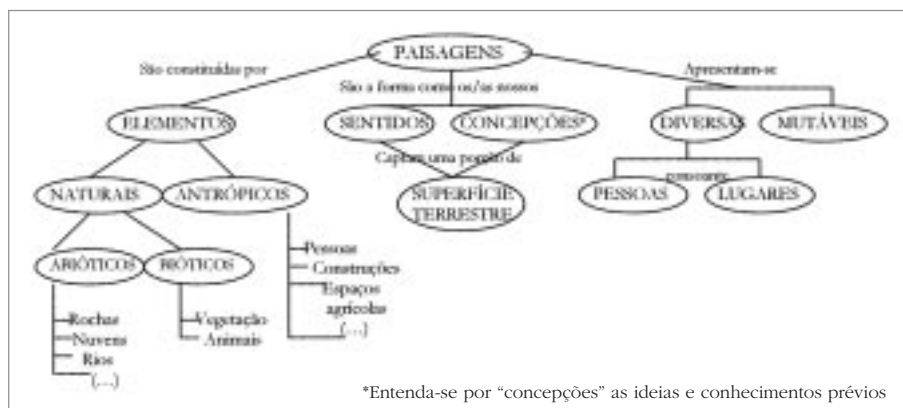 PAISAGENS
São constituídas por
São a forma como os/as nossos
Apresentam-se
ELEMENTOS
SENTIDOS
CONCEPÇÕES*
DIVERSAS
MUTÁVEIS
Captam uma porção de
consoante
NATURAIS
ANTRÓPICOS
SUPERFÍCIE
TERRESTRE
PESSOAS
LUGARES
ABIÓTICOS
BIÓTICOS
Pessoas
Construções
Espaços
agrícolas
(...)
Rochas
Nuvens
Rios
(...)
Vegetação
Animais
*Entenda-se por "concepções" as ideias e conhecimentos prévios